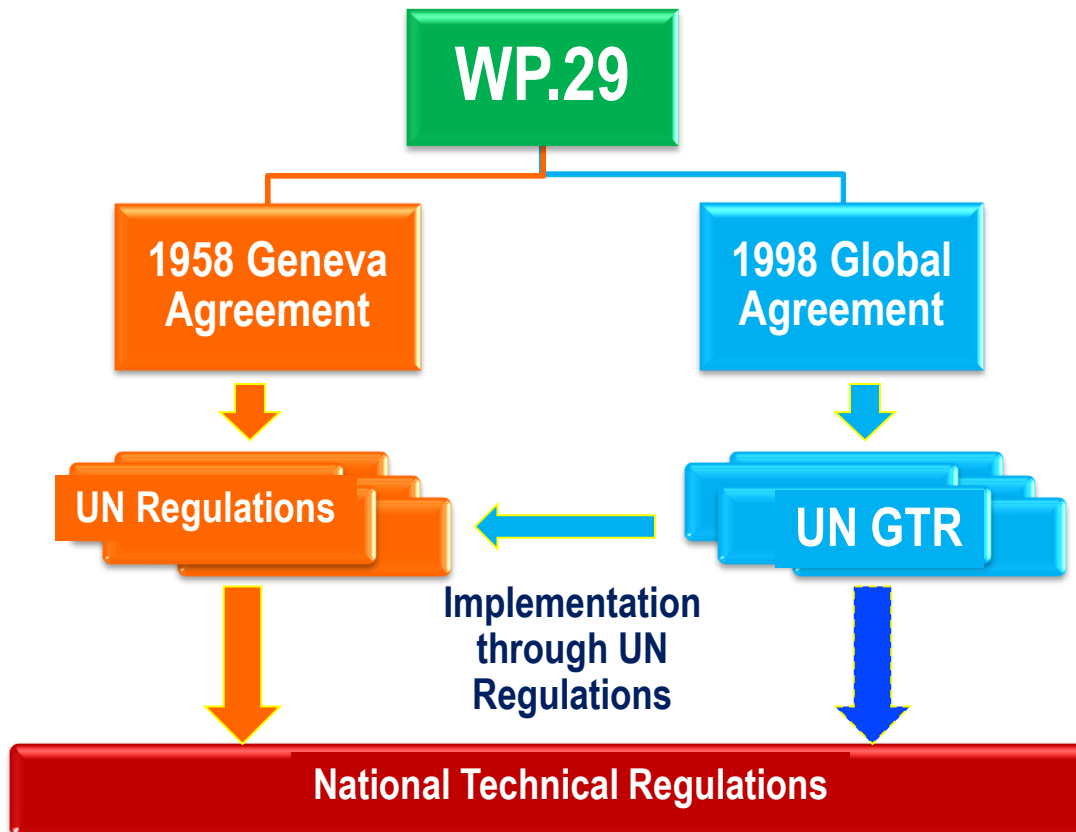 WP.29
1958 Geneva
Agreement
1998 Global
Agreement
UN Regulations
UN GTR
Implementation
through UN
Regulations
National Technical Regulations